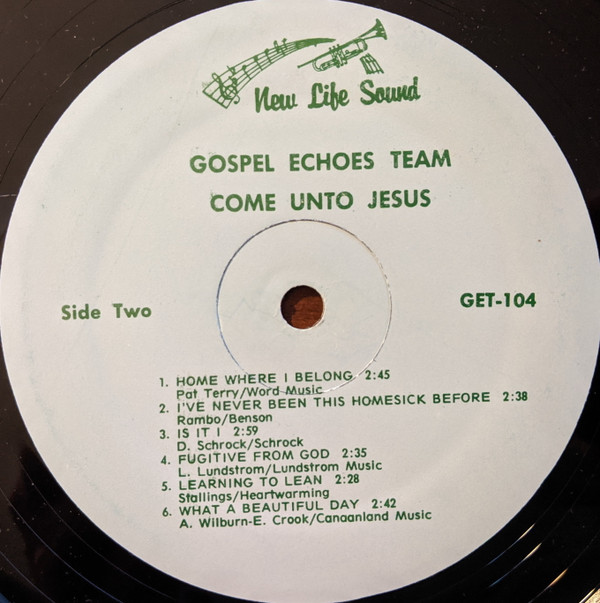 New Life Sound
GOSPEL ECHOES TEAM
COME UNTO JESUS
Side Two
GET-104
1. HOME WHERE I BELONG 2:45
Pat Terry/Word Music
2. I'VE NEVER BEEN THIS HOMESICK BEFORE 2:38
Rambo/Benson
3. IS IT I 2:59
D. Schrock/Schrock
4. FUGITIVE FROM GOD 2:35
L. Lundstrom/Lundstrom Music
5. LEARNING TO LEAN 2:28
Stallings/Heartwarming
6. WHAT A BEAUTIFUL DAY 2:42
A. Wilburn-E. Crook/Canaanland Music